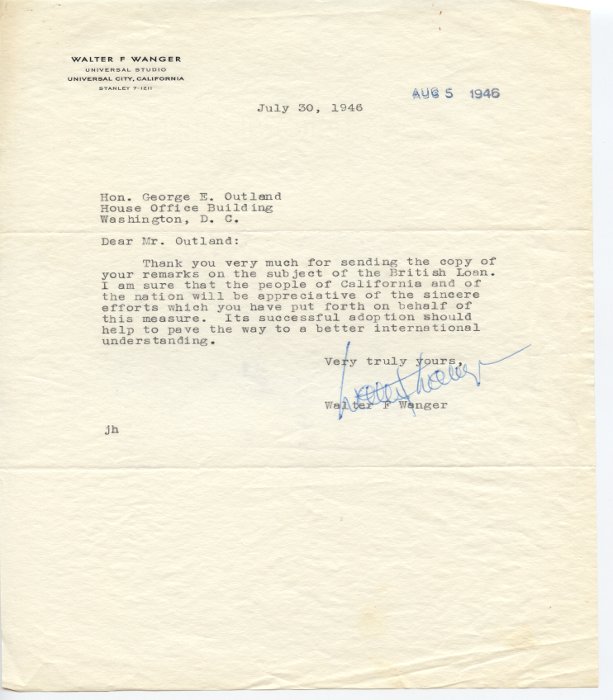 WALTER F WANGER
UNIVERSAL STUDIO
UNIVERSAL CITY, CALIFORNIA
STANLEY 7-1211
AUG 5 1946
July 30, 1946
Hon. George E. Outland
House Office Building
Washington, D. C.
Dear Mr. Outland:
Thank you very much for sending the copy of
your remarks on the subject of the British Loan.
I am sure that the people of California and of
the nation will be appreciative of the sincere
efforts which you have put forth on behalf of
this measure. Its successful adoption should
help to pave the way to a better international
understanding.
Very truly yours,
Walter F Wanger
Walter F Wanger
jh